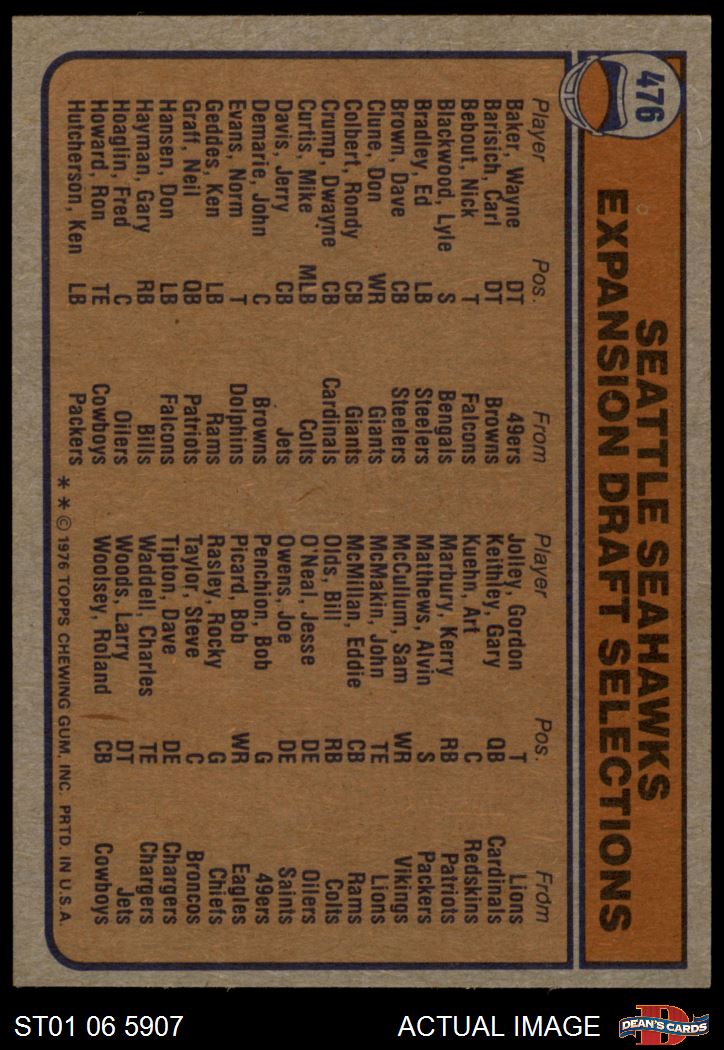 476
SEATTLE SEAHAWKS
EXPANSION DRAFT SELECTIONS
Player Pos. From
Baker, Wayne DT 49ers
Barisich, Carl DT Browns
Bebout, Nick T Falcons
Blackwood, Lyle S Bengals
Bradley, Ed LB Steelers
Brown, Dave CB Steelers
Clune, Don WR Giants
Colbert, Rondy CB Giants
Crump, Dwayne CB Cardinals
Curtis, Mike MLB Colts
Davis, Jerry CB Jets
Demarie, John C Browns
Evans, Norm T Dolphins
Geddes, Ken LB Rams
Graff, Neil QB Patriots
Hansen, Don LB Falcons
Hayman, Gary RB Bills
Hoaglin, Fred C Oilers
Howard, Ron TE Cowboys
Hutcherson, Ken LB Packers
Player Pos. From
Jolley, Gordon T Lions
Keithley, Gary QB Cardinals
Kuehn, Art C Redskins
Marbury, Kerry RB Patriots
Matthews, Alvin S Packers
McCullum, Sam WR Vikings
McMakin, John TE Lions
McMillan, Eddie CB Rams
Olds, Bill RB Colts
O'Neal, Jesse DE Oilers
Owens, Joe DE Saints
Penchion, Bob G 49ers
Picard, Bob WR Eagles
Rasley, Rocky G Chiefs
Taylor, Steve C Broncos
Tipton, Dave DE Chargers
Waddell, Charles TE Chargers
Woods, Larry DT Jets
Woolsey, Roland CB Cowboys
* * © 1976 TOPPS CHEWING GUM, INC. PRTD. IN U.S.A.
ST01 06 5907
ACTUAL IMAGE
D
DEAN'S CARDS